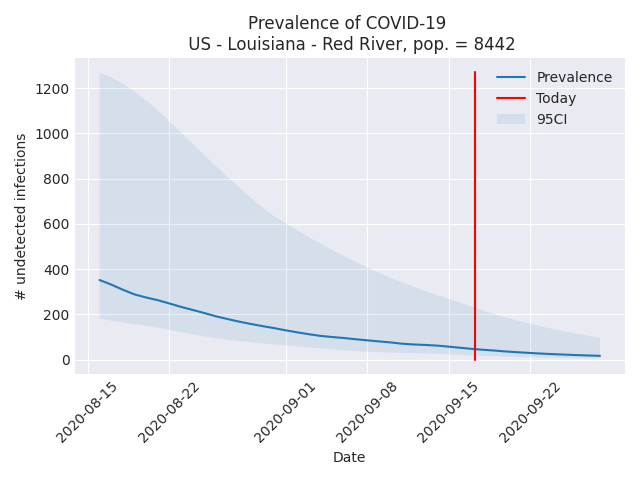 Prevalence of COVID-19
US - Louisiana - Red River, pop. = 8442
Prevalence
Today
95CI
# undetected infections
1200
1000
800
600
400
200
0
2020-08-15
2020-08-22
2020-09-01
2020-09-08
2020-09-15
2020-09-22
Date